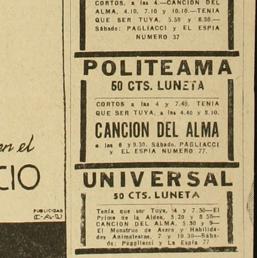 CORTOS, a las 4.—CANCION DEL
ALMA. 4.10. 7.10 y 10.10.—TENIA
QUE SER TUYA, 5.50 y 8.50.—
Sábado: PAGLIACCI y EL ESPIA
NUMERO 37
POLITEAMA
50 CTS. LUNETA
CORTOS a las 4 y 7.40. TENIA
QUE SER TUYA, a las 4.40 y 8.10
CANCION DEL ALMA
a las 6 y 9.30. Sábado: PAGLIACCI
y EL ESPIA NUMERO 77.
en el
CIO
PUBLICIDAD
UNIVERSAL
50 CTS. LUNETA
Tenía que ser Tuya, 4 y 7.30—El
Primo de la Aldea, 5.20 y 8.50—
CANCION DEL ALMA, 5.30 y 9—
El Monstruo de Acero y Habilida-
des Animalescas, 7 y 10.30.— Sába-
do: Pagliacci y La Espía 77